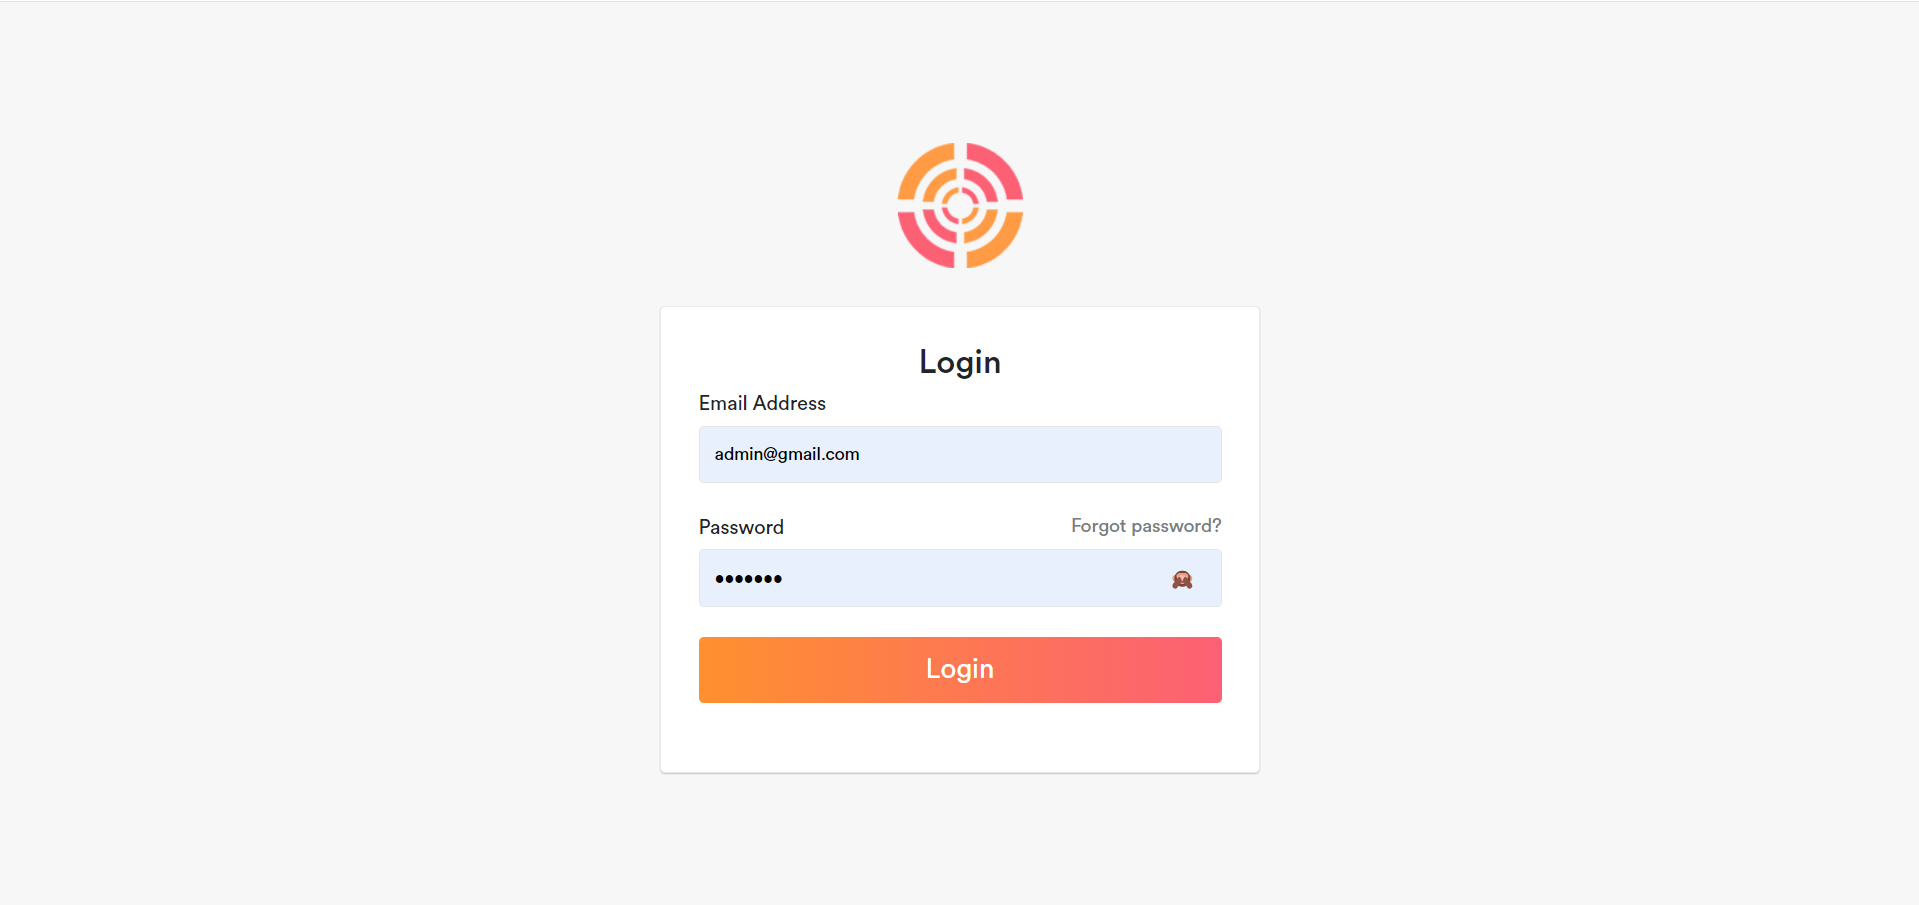 Login
Email Address
admin@gmail.com
Password
Forgot password?
•••••••
Login